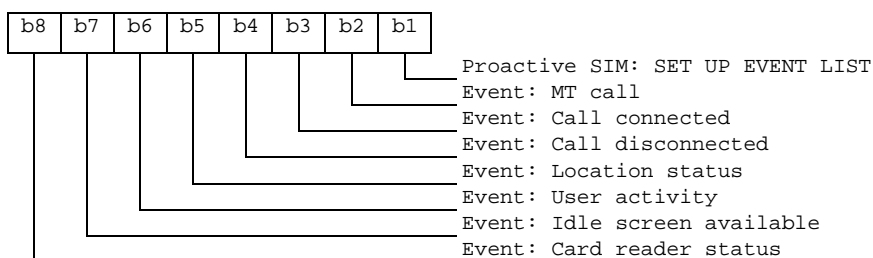 b8 b7 b6 b5 b4 b3 b2 b1
Proactive SIM: SET UP EVENT LIST
Event: MT call
Event: Call connected
Event: Call disconnected
Event: Location status
Event: User activity
Event: Idle screen available
Event: Card reader status